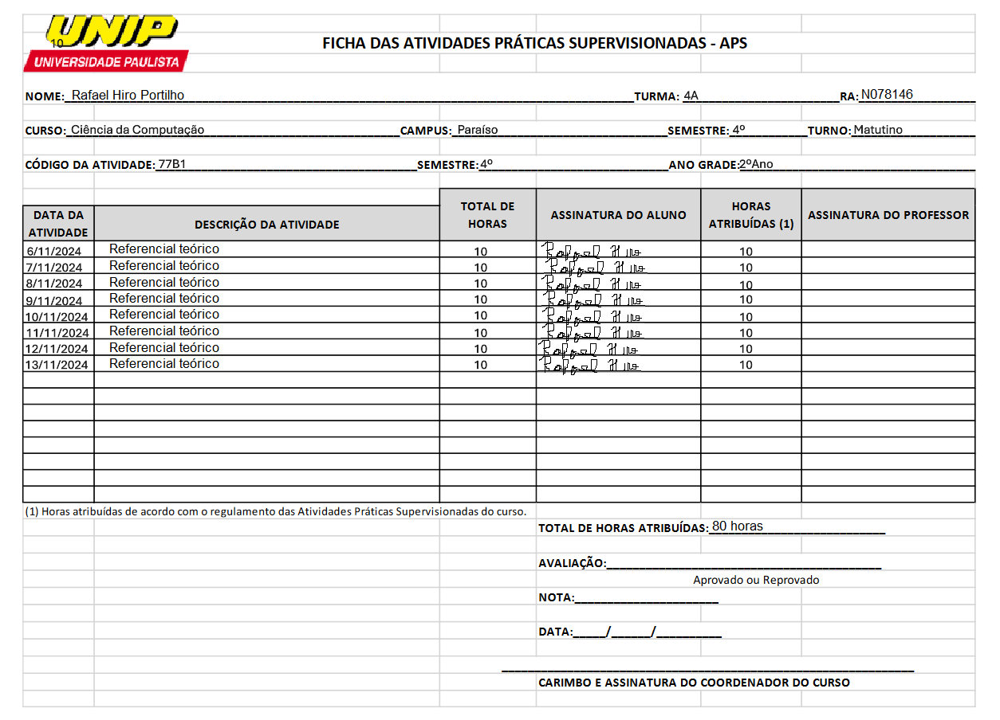 UNIP
10
UNIVERSIDADE PAULISTA
FICHA DAS ATIVIDADES PRÁTICAS SUPERVISIONADAS - APS
NOME: Rafael Hiro Portilho TURMA: 4A RA: N078146
CURSO: Ciência da Computação CAMPUS: Paraíso SEMESTRE: 4º TURNO: Matutino
CÓDIGO DA ATIVIDADE: 77B1 SEMESTRE: 4º ANO GRADE: 2ºAno
DATA DA ATIVIDADE DESCRIÇÃO DA ATIVIDADE TOTAL DE HORAS ASSINATURA DO ALUNO HORAS ATRIBUÍDAS (1) ASSINATURA DO PROFESSOR
6/11/2024 Referencial teórico 10 Rafael Hiro 10
7/11/2024 Referencial teórico 10 Rafael Hiro 10
8/11/2024 Referencial teórico 10 Rafael Hiro 10
9/11/2024 Referencial teórico 10 Rafael Hiro 10
10/11/2024 Referencial teórico 10 Rafael Hiro 10
11/11/2024 Referencial teórico 10 Rafael Hiro 10
12/11/2024 Referencial teórico 10 Rafael Hiro 10
13/11/2024 Referencial teórico 10 Rafael Hiro 10
(1) Horas atribuídas de acordo com o regulamento das Atividades Práticas Supervisionadas do curso.
TOTAL DE HORAS ATRIBUÍDAS: 80 horas
AVALIAÇÃO:
Aprovado ou Reprovado
NOTA:
DATA: / /
CARIMBO E ASSINATURA DO COORDENADOR DO CURSO